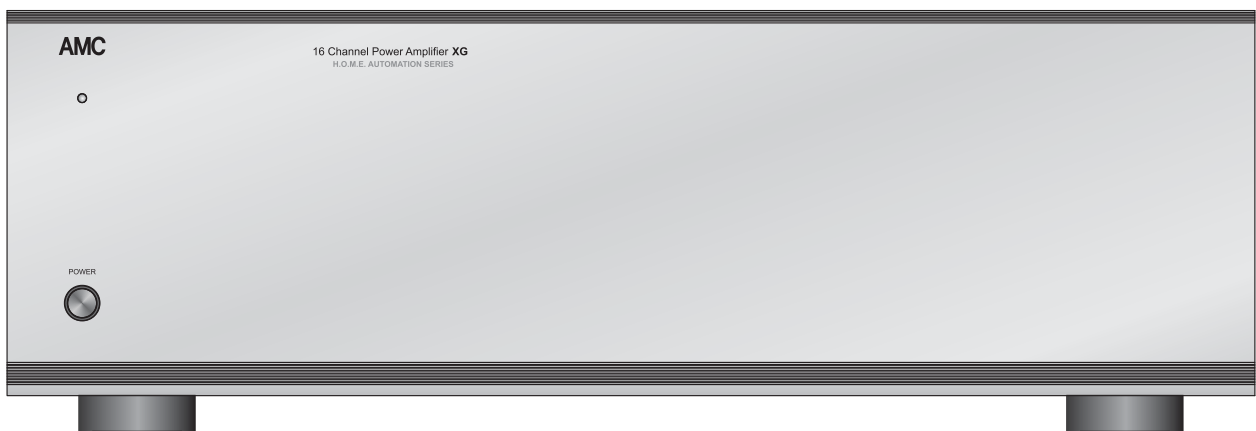 AMC
16 Channel Power Amplifier XG
H.O.M.E. AUTOMATION SERIES
POWER